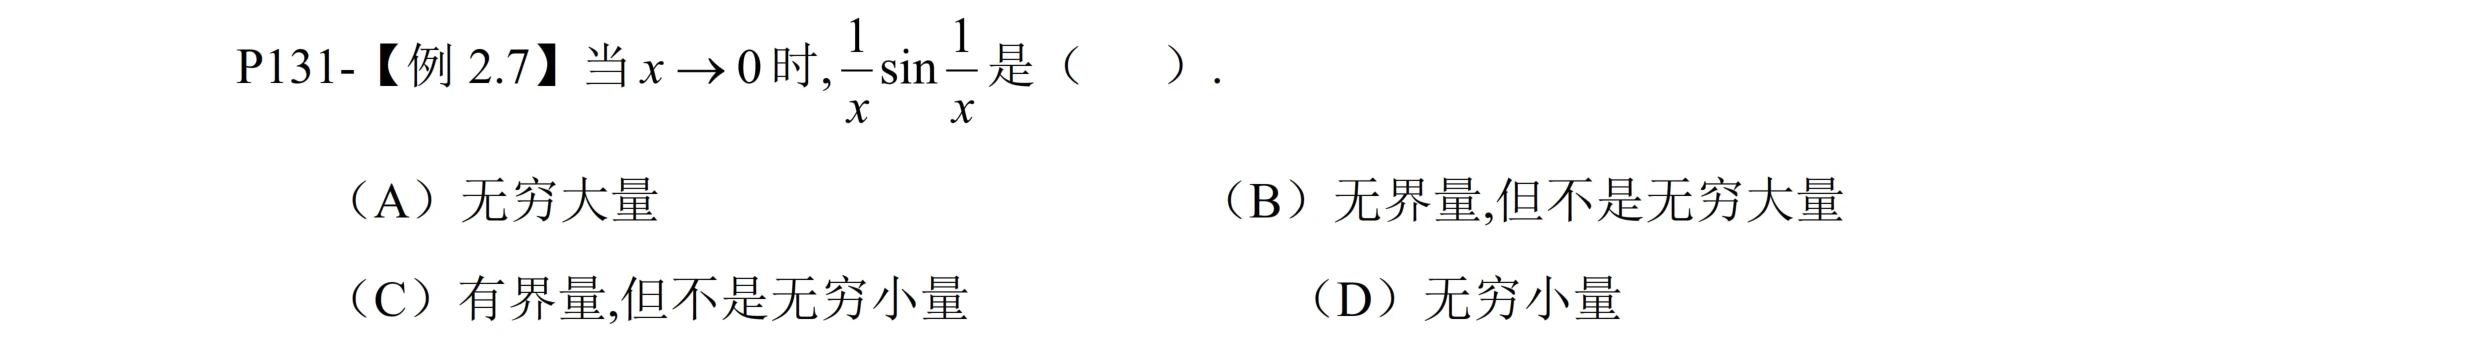 P131-【例 2.7】当 x → 0 时, \frac{1}{x} \sin \frac{1}{x} 是（　　）.
（A）无穷大量　（B）无界量,但不是无穷大量
（C）有界量,但不是无穷小量　（D）无穷小量